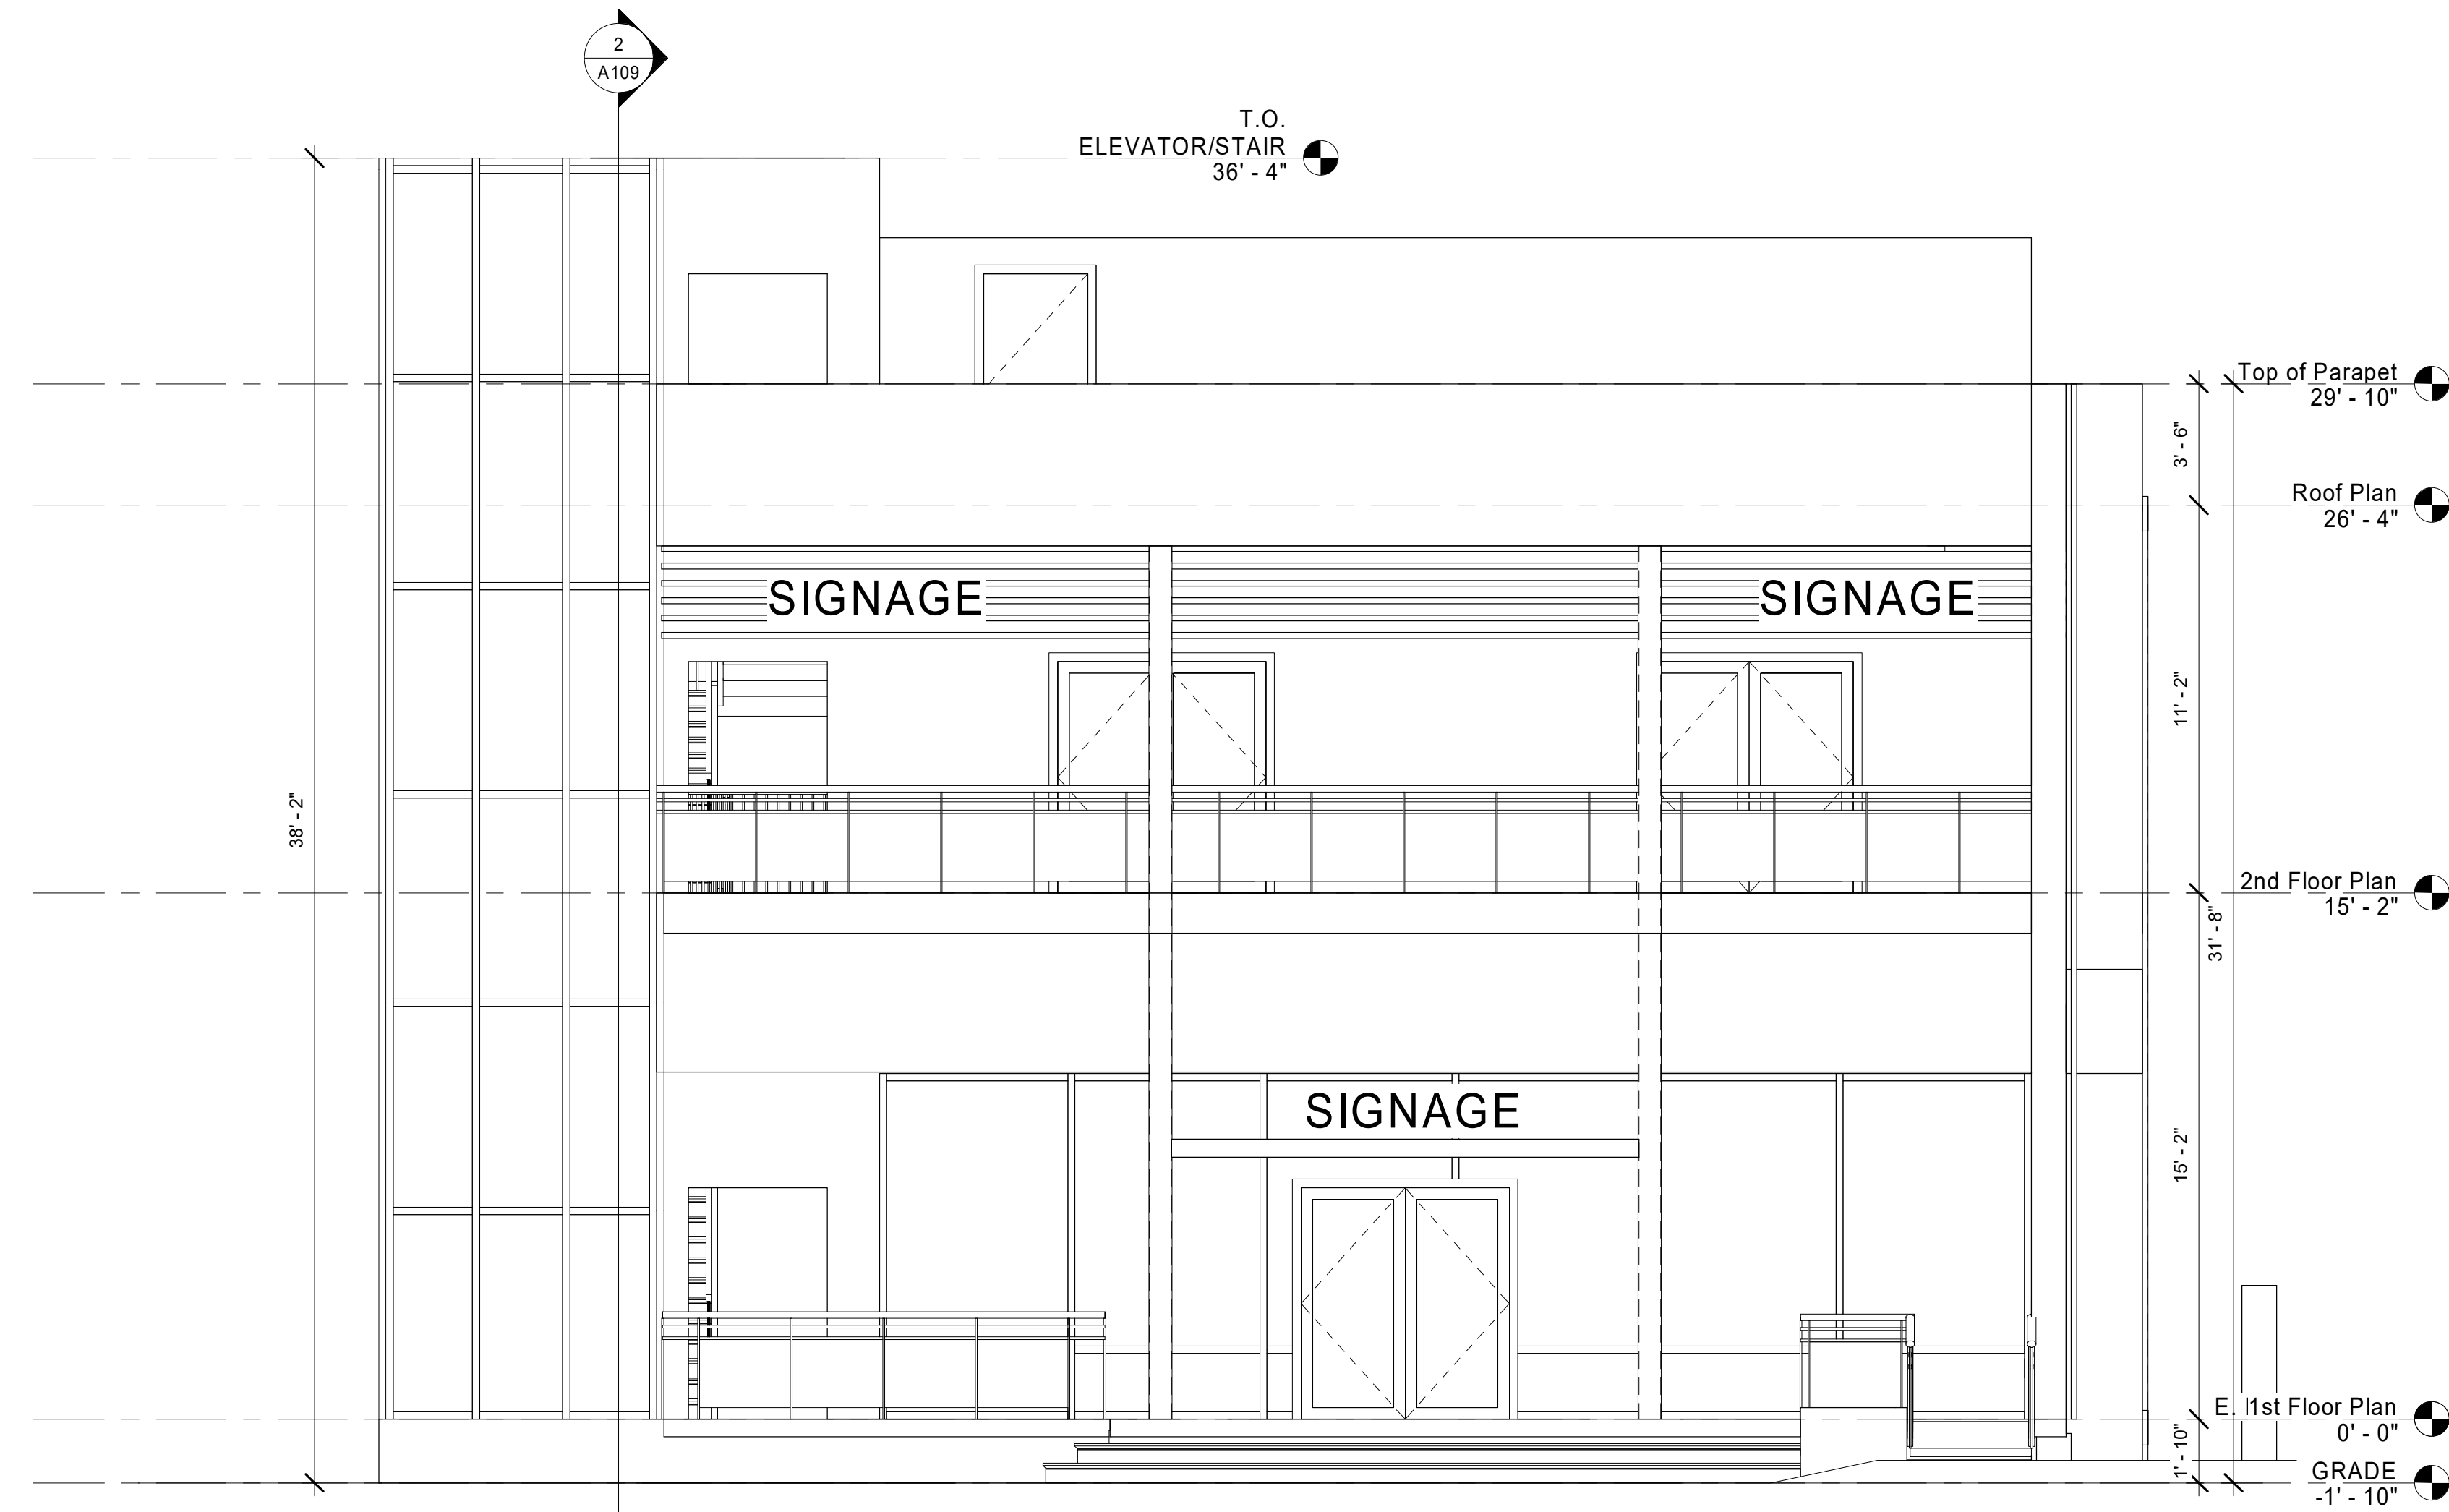 2
A109
T.O.
ELEVATOR/STAIR
36' - 4"
Top of Parapet
29' - 10"
3' - 6"
Roof Plan
26' - 4"
SIGNAGE
SIGNAGE
11' - 2"
38' - 2"
2nd Floor Plan
15' - 2"
31' - 8"
SIGNAGE
15' - 2"
E. 1st Floor Plan
0' - 0"
1' - 10"
GRADE
-1' - 10"